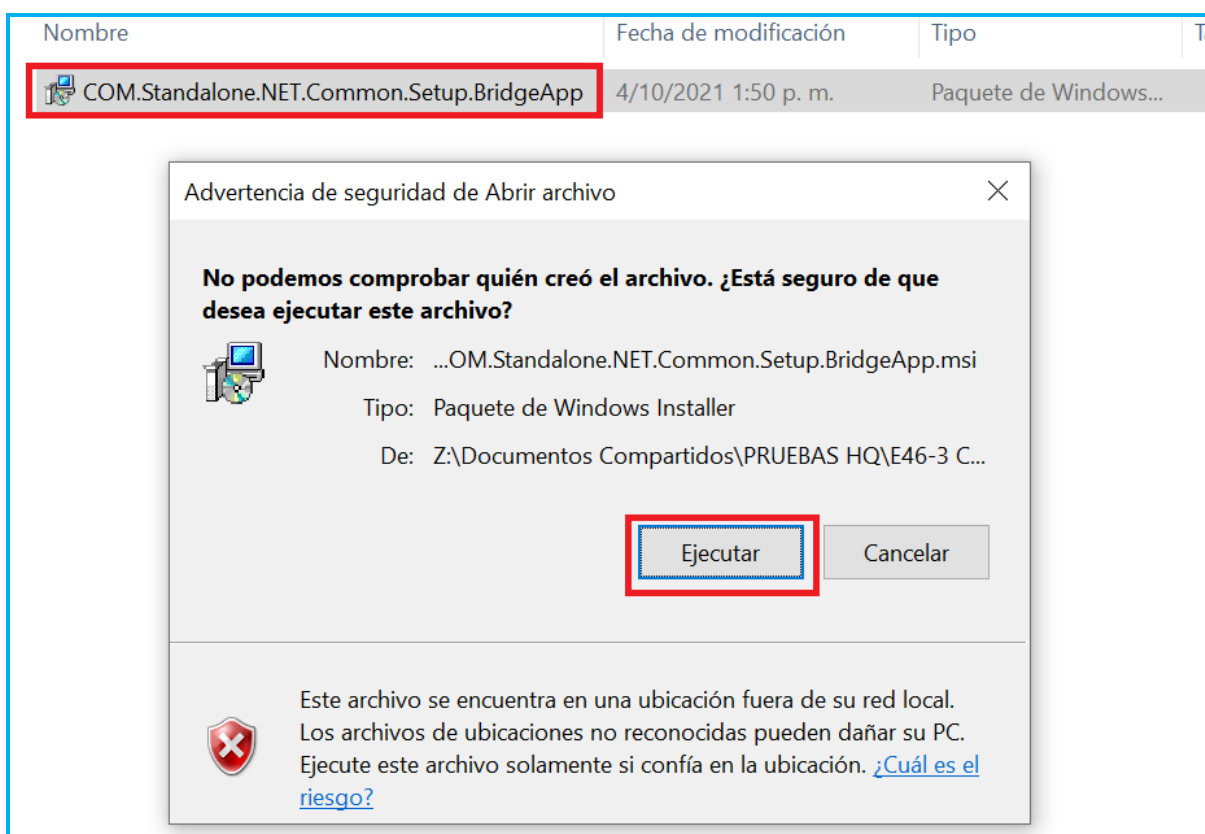 Nombre Fecha de modificación Tipo
COM.Standalone.NET.Common.Setup.BridgeApp 4/10/2021 1:50 p. m. Paquete de Windows...
Advertencia de seguridad de Abrir archivo
No podemos comprobar quién creó el archivo. ¿Está seguro de que
desea ejecutar este archivo?
Nombre: ...OM.Standalone.NET.Common.Setup.BridgeApp.msi
Tipo: Paquete de Windows Installer
De: Z:\Documentos Compartidos\PRUEBAS HQ\E46-3 C...
Ejecutar Cancelar
Este archivo se encuentra en una ubicación fuera de su red local.
Los archivos de ubicaciones no reconocidas pueden dañar su PC.
Ejecute este archivo solamente si confía en la ubicación. ¿Cuál es el
riesgo?